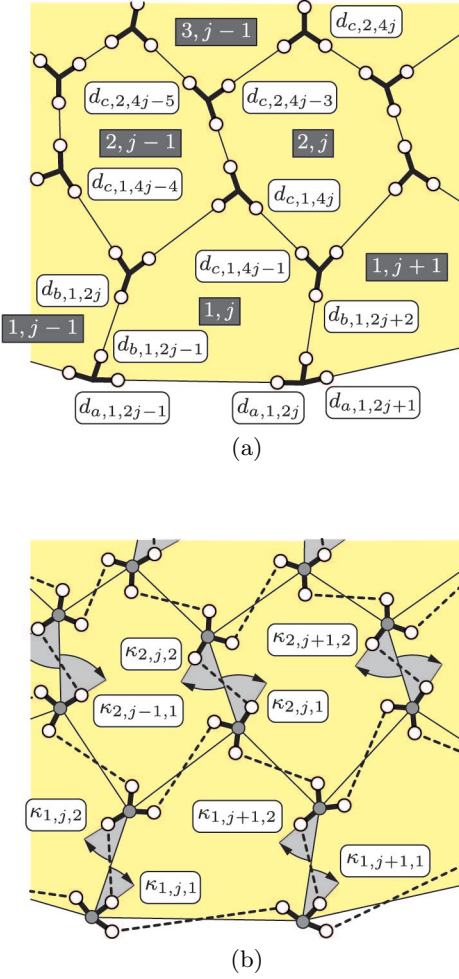 3, j − 1
d_{c,2,4j}
d_{c,2,4j−5}
d_{c,2,4j−3}
2, j − 1
2, j
d_{c,1,4j−4}
d_{c,1,4j}
d_{c,1,4j−1}
1, j + 1
d_{b,1,2j}
1, j
1, j − 1
d_{b,1,2j+2}
d_{b,1,2j−1}
d_{a,1,2j−1}
d_{a,1,2j}
d_{a,1,2j+1}
(a)
κ_{2,j,2}
κ_{2,j+1,2}
κ_{2,j−1,1}
κ_{2,j,1}
κ_{1,j,2}
κ_{1,j+1,2}
κ_{1,j,1}
κ_{1,j+1,1}
(b)